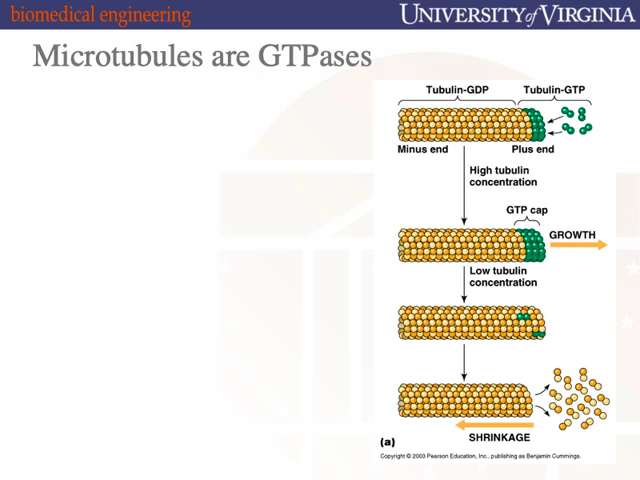 biomedical engineering
UNIVERSITY of VIRGINIA
Microtubules are GTPases
Tubulin-GDP Tubulin-GTP
Minus end Plus end
High tubulin
concentration
GTP cap
GROWTH
Low tubulin
concentration
SHRINKAGE
(a)
Copyright © 2003 Pearson Education, Inc., publishing as Benjamin Cummings.